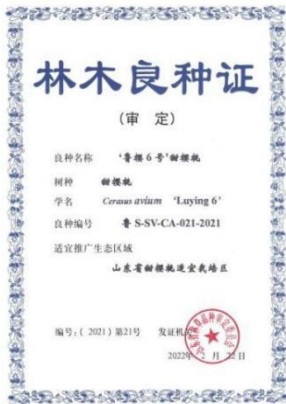 林木良种证
(审 定)
良种名称 '鲁樱6号'甜樱桃
树种 甜樱桃
学名 Cerasus avium 'Luying 6'
良种编号 鲁 S-SV-CA-021-2021
适宜推广生态区域
山东省甜樱桃适宜栽培区
编号:( 2021) 第21号 发证机关
2022年 2 月 22日